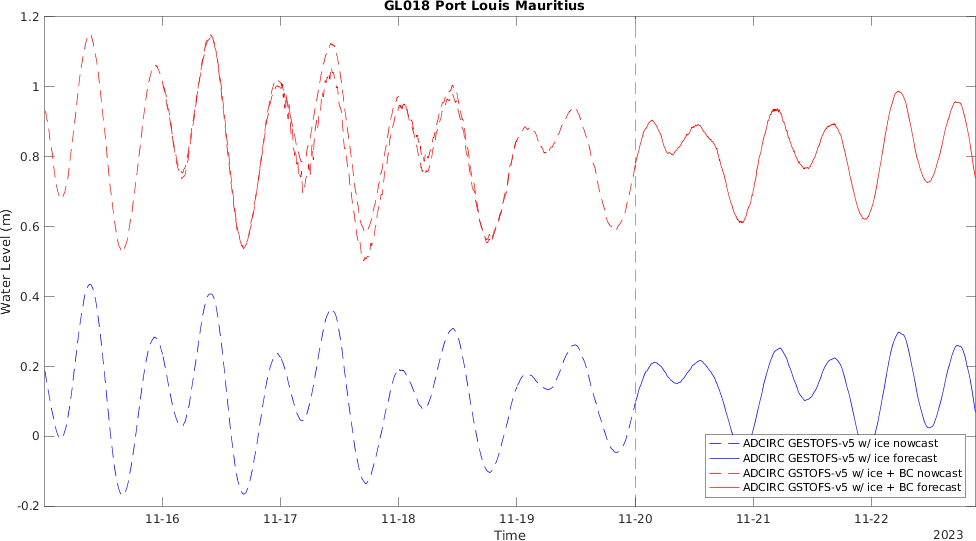 GL018 Port Louis Mauritius
1.2
1
0.8
0.6
0.4
0.2
0
-0.2
Water Level (m)
11-16 11-17 11-18 11-19 11-20 11-21 11-22
Time
2023
ADCIRC GESTOFS-v5 w/ ice nowcast
ADCIRC GESTOFS-v5 w/ ice forecast
ADCIRC GSTOFS-v5 w/ ice + BC nowcast
ADCIRC GSTOFS-v5 w/ ice + BC forecast